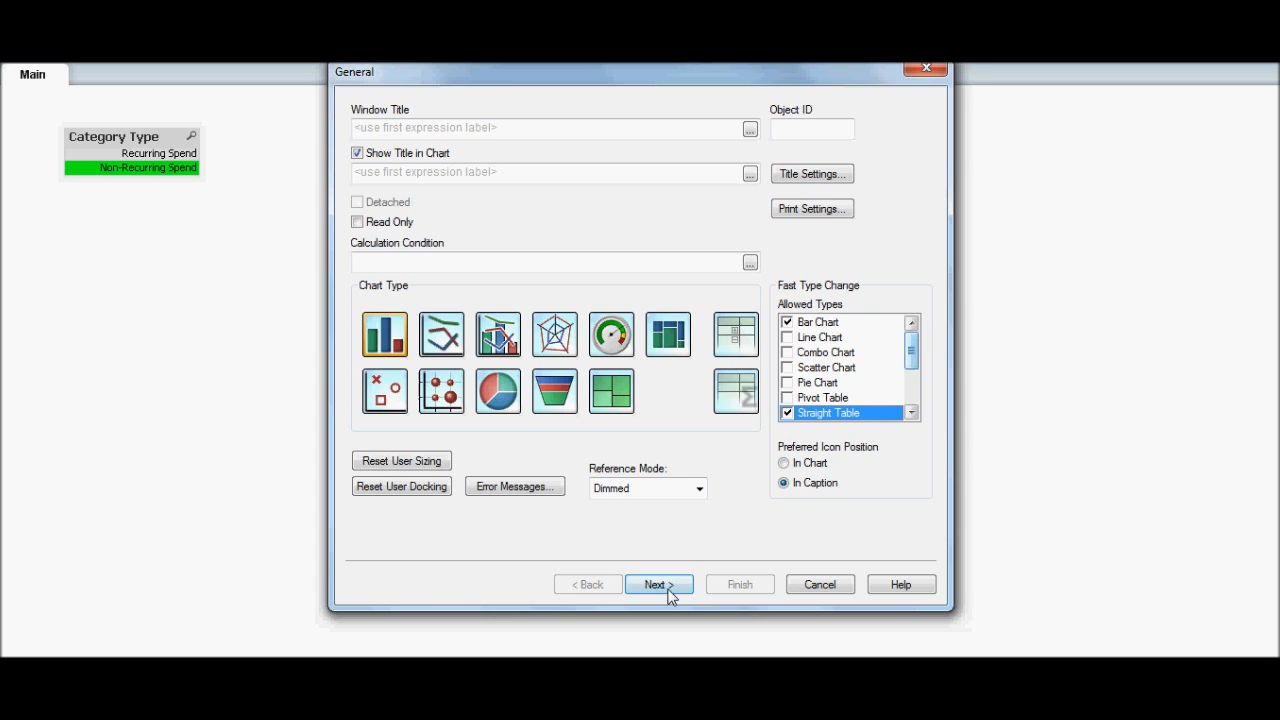 Main
General
Category Type
Recurring Spend
Non-Recurring Spend
Window Title
Object ID
<use first expression label>
...
Show Title in Chart
<use first expression label>
...
Title Settings...
Detached
Read Only
Print Settings...
Calculation Condition
...
Chart Type
Fast Type Change
Allowed Types
Bar Chart
Line Chart
Combo Chart
Scatter Chart
Pie Chart
Pivot Table
Straight Table
Preferred Icon Position
In Chart
In Caption
Reset User Sizing
Reset User Docking
Error Messages...
Reference Mode:
Dimmed
< Back
Next >
Finish
Cancel
Help